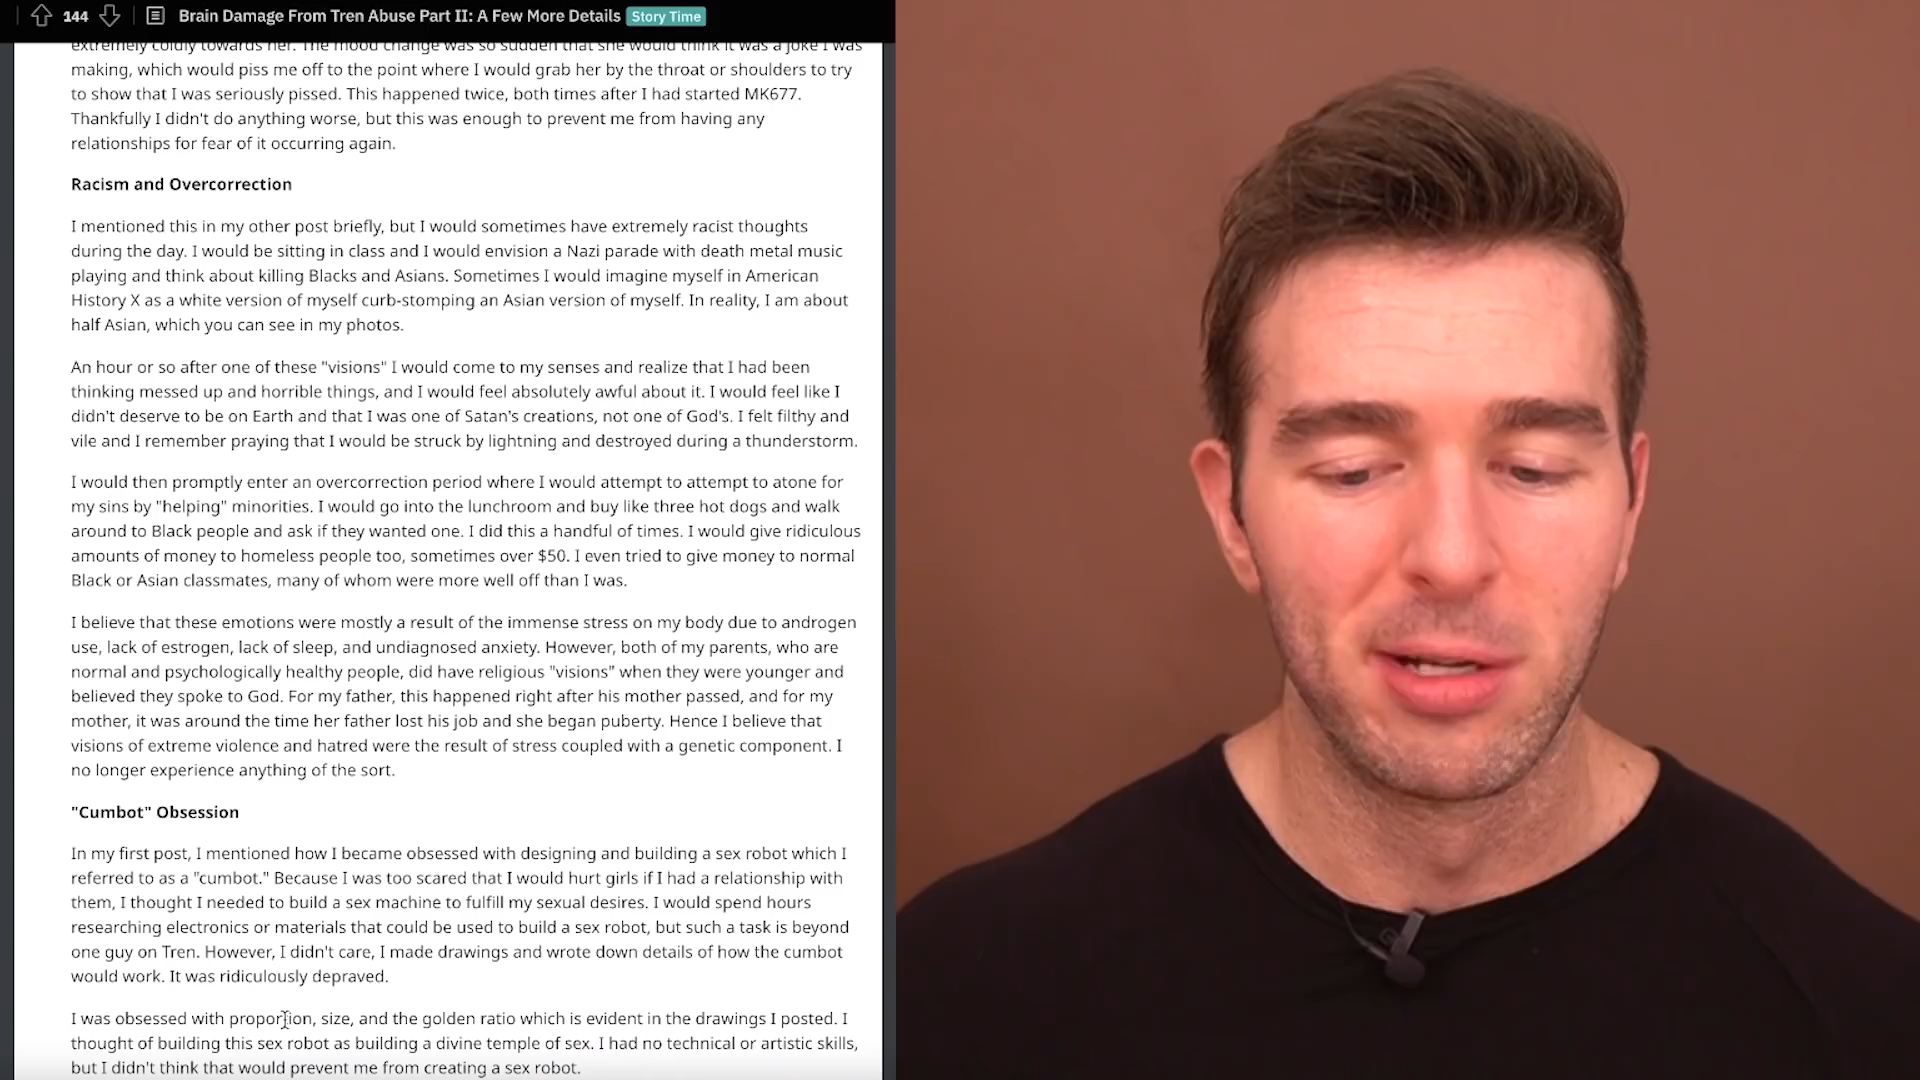 144 Brain Damage From Tren Abuse Part II: A Few More Details Story Time
extremely coldly towards her. The mood change was so sudden that she would think it was a joke I was
making, which would piss me off to the point where I would grab her by the throat or shoulders to try
to show that I was seriously pissed. This happened twice, both times after I had started MK677.
Thankfully I didn't do anything worse, but this was enough to prevent me from having any
relationships for fear of it occurring again.
Racism and Overcorrection
I mentioned this in my other post briefly, but I would sometimes have extremely racist thoughts
during the day. I would be sitting in class and I would envision a Nazi parade with death metal music
playing and think about killing Blacks and Asians. Sometimes I would imagine myself in American
History X as a white version of myself curb-stomping an Asian version of myself. In reality, I am about
half Asian, which you can see in my photos.
An hour or so after one of these "visions" I would come to my senses and realize that I had been
thinking messed up and horrible things, and I would feel absolutely awful about it. I would feel like I
didn't deserve to be on Earth and that I was one of Satan's creations, not one of God's. I felt filthy and
vile and I remember praying that I would be struck by lightning and destroyed during a thunderstorm.
I would then promptly enter an overcorrection period where I would attempt to attempt to atone for
my sins by "helping" minorities. I would go into the lunchroom and buy like three hot dogs and walk
around to Black people and ask if they wanted one. I did this a handful of times. I would give ridiculous
amounts of money to homeless people too, sometimes over $50. I even tried to give money to normal
Black or Asian classmates, many of whom were more well off than I was.
I believe that these emotions were mostly a result of the immense stress on my body due to androgen
use, lack of estrogen, lack of sleep, and undiagnosed anxiety. However, both of my parents, who are
normal and psychologically healthy people, did have religious "visions" when they were younger and
believed they spoke to God. For my father, this happened right after his mother passed, and for my
mother, it was around the time her father lost his job and she began puberty. Hence I believe that
visions of extreme violence and hatred were the result of stress coupled with a genetic component. I
no longer experience anything of the sort.
"Cumbot" Obsession
In my first post, I mentioned how I became obsessed with designing and building a sex robot which I
referred to as a "cumbot." Because I was too scared that I would hurt girls if I had a relationship with
them, I thought I needed to build a sex machine to fulfill my sexual desires. I would spend hours
researching electronics or materials that could be used to build a sex robot, but such a task is beyond
one guy on Tren. However, I didn't care, I made drawings and wrote down details of how the cumbot
would work. It was ridiculously depraved.
I was obsessed with proportion, size, and the golden ratio which is evident in the drawings I posted. I
thought of building this sex robot as building a divine temple of sex. I had no technical or artistic skills,
but I didn't think that would prevent me from creating a sex robot.